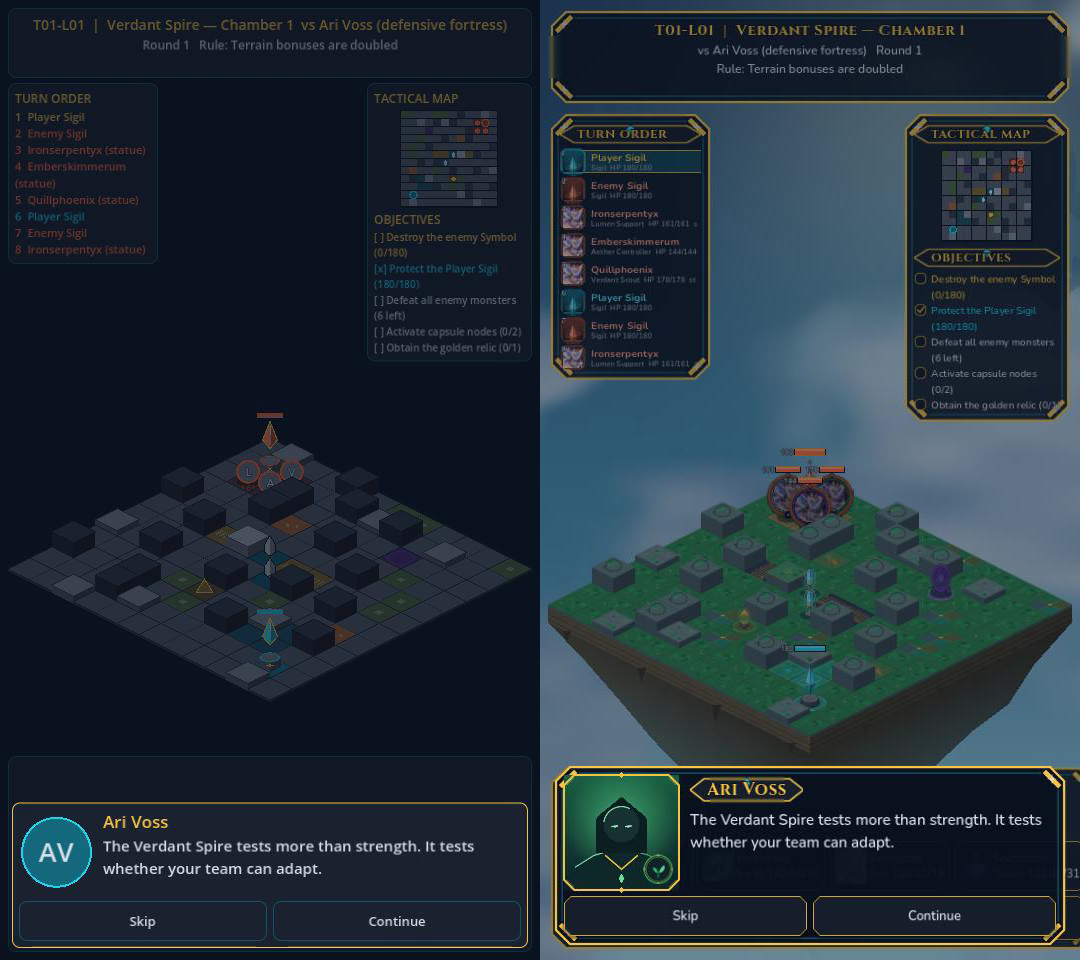 T01-L01 | Verdant Spire — Chamber 1 vs Ari Voss (defensive fortress)
Round 1 Rule: Terrain bonuses are doubled
TURN ORDER
1 Player Sigil
2 Enemy Sigil
3 Ironserpentyx (statue)
4 Emberskimmerum
(statue)
5 Quillphoenix (statue)
6 Player Sigil
7 Enemy Sigil
8 Ironserpentyx (statue)
TACTICAL MAP
OBJECTIVES
[ ] Destroy the enemy Symbol
(0/180)
[x] Protect the Player Sigil
(180/180)
[ ] Defeat all enemy monsters
(6 left)
[ ] Activate capsule nodes (0/2)
[ ] Obtain the golden relic (0/1)
L
V
A
AV
Ari Voss
The Verdant Spire tests more than strength. It tests
whether your team can adapt.
Skip
Continue
T01-L01 | Verdant Spire — Chamber 1
vs Ari Voss (defensive fortress) Round 1
Rule: Terrain bonuses are doubled
TURN ORDER
Player Sigil
Sigil HP 180/180
Enemy Sigil
Sigil HP 180/180
Ironserpentyx
Lumen Support HP 161/161 s
Emberskimmerum
Aether Controller HP 144/144
Quillphoenix
Verdant Scout HP 178/178 st
Player Sigil
Sigil HP 180/180
Enemy Sigil
Sigil HP 180/180
Ironserpentyx
Lumen Support HP 161/161
TACTICAL MAP
OBJECTIVES
Destroy the enemy Symbol
(0/180)
Protect the Player Sigil
(180/180)
Defeat all enemy monsters
(6 left)
Activate capsule nodes
(0/2)
Obtain the golden relic (0/1)
Ari Voss
The Verdant Spire tests more than strength. It tests
whether your team can adapt.
Skip
Continue